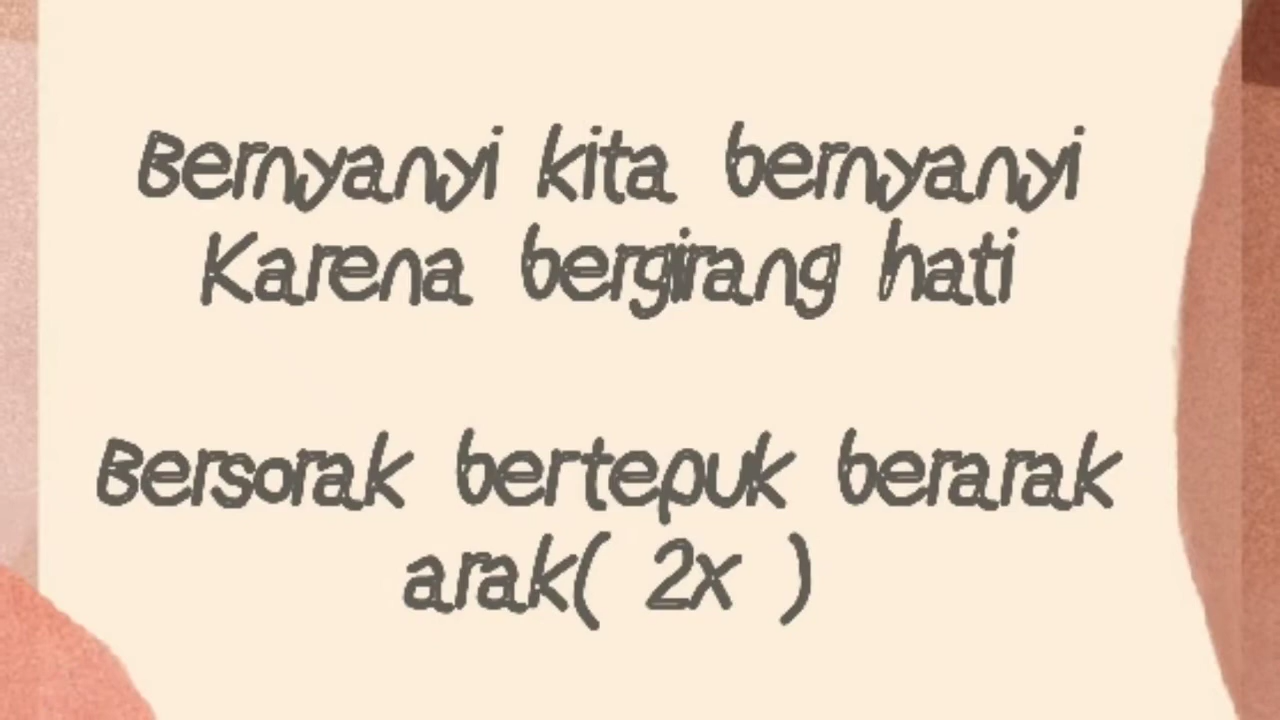 Bernyanyi kita bernyanyi
Karena bergirang hati
Bersorak bertepuk berarak
arak( 2x )